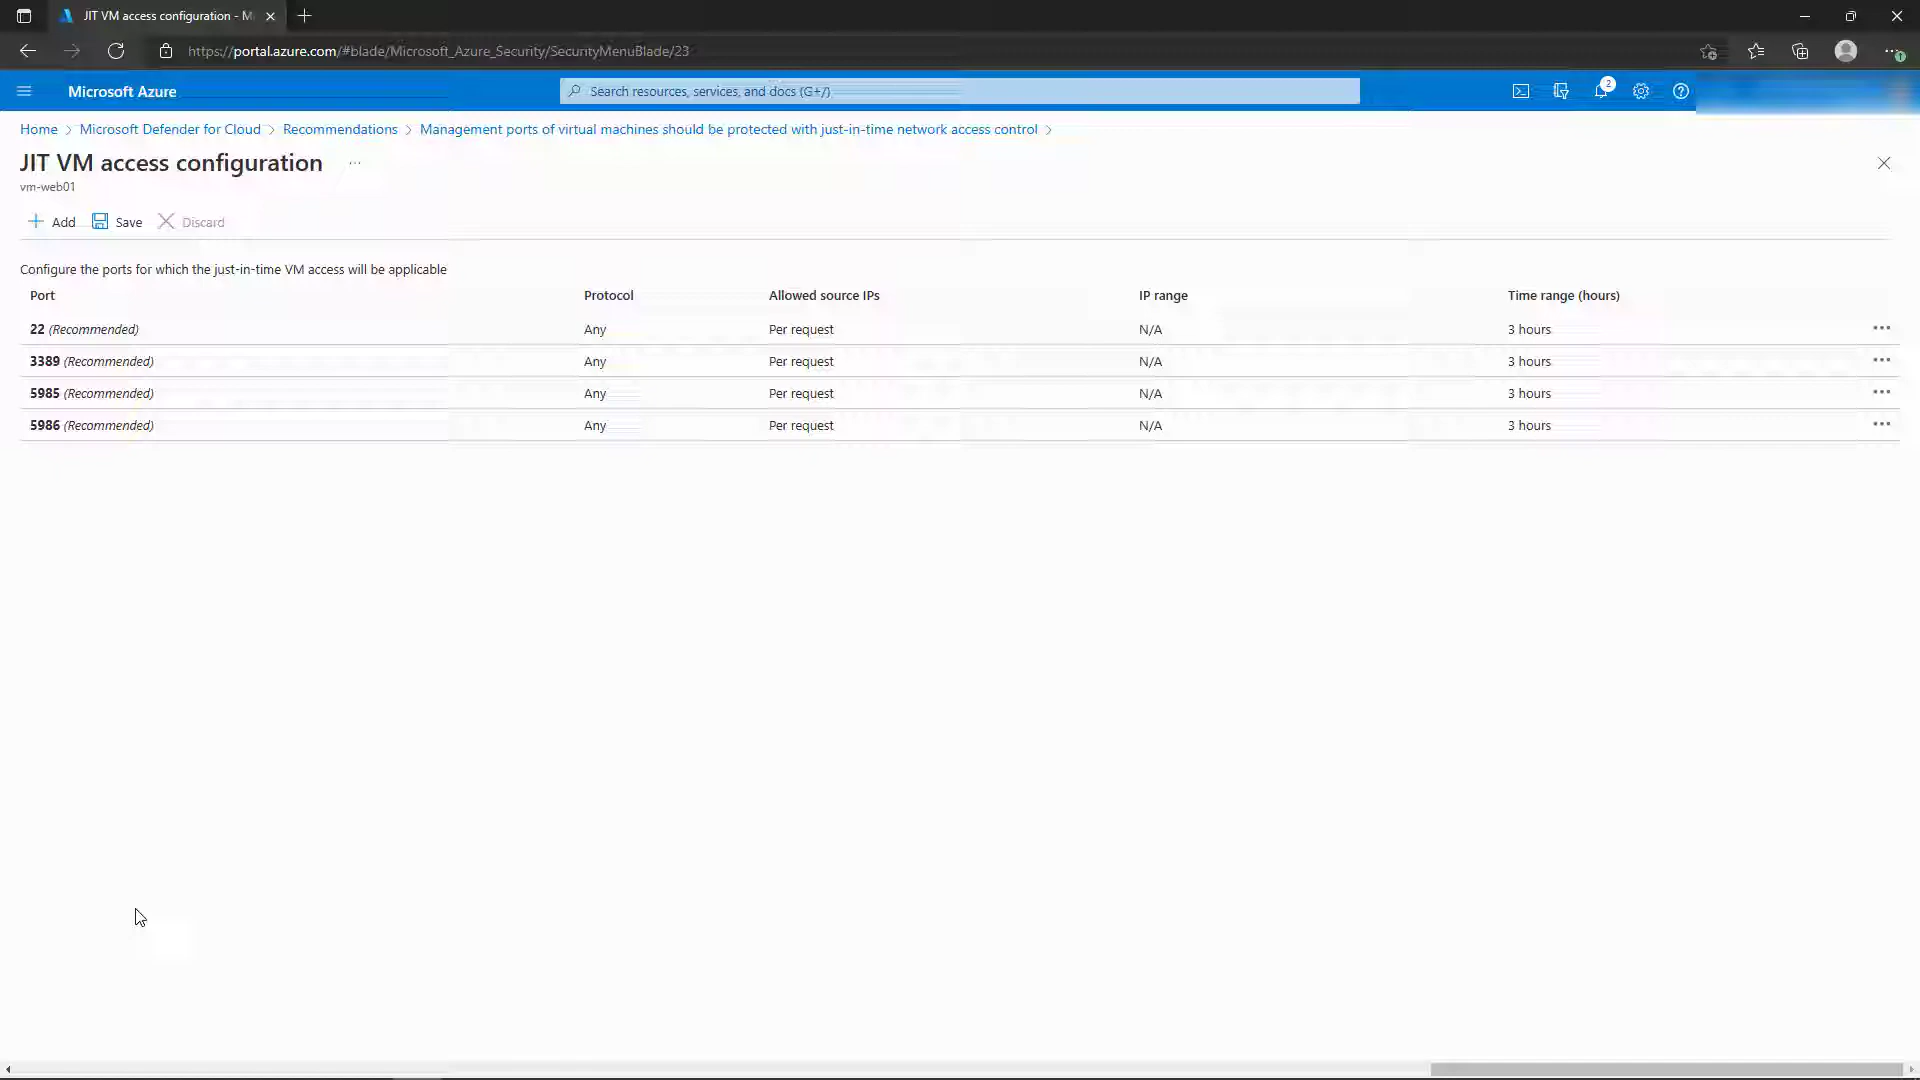 JIT VM access configuration - M
https://portal.azure.com/#blade/Microsoft_Azure_Security/SecurityMenuBlade/23
Microsoft Azure
Search resources, services, and docs (G+/)
2
Home > Microsoft Defender for Cloud > Recommendations > Management ports of virtual machines should be protected with just-in-time network access control >
JIT VM access configuration ...
vm-web01
Add Save Discard
Configure the ports for which the just-in-time VM access will be applicable
Port Protocol Allowed source IPs IP range Time range (hours)
22 (Recommended) Any Per request N/A 3 hours ...
3389 (Recommended) Any Per request N/A 3 hours ...
5985 (Recommended) Any Per request N/A 3 hours ...
5986 (Recommended) Any Per request N/A 3 hours ...